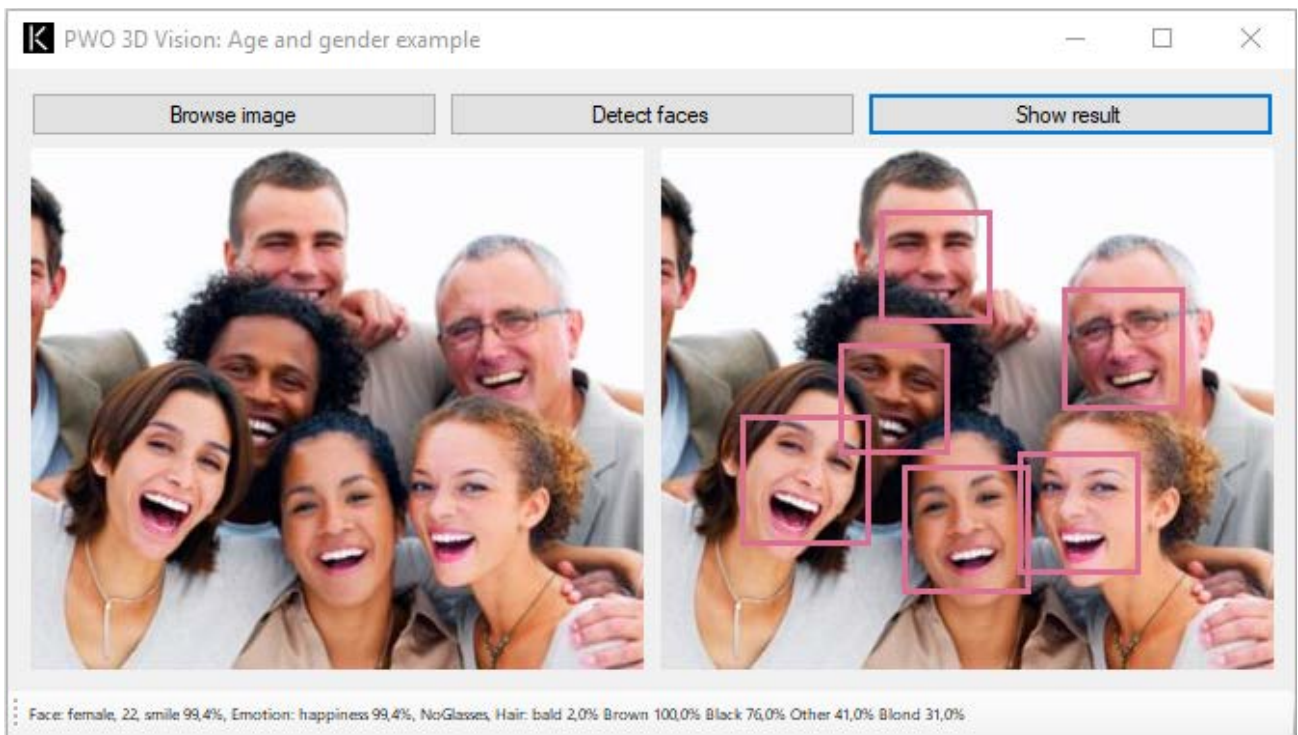 PWO 3D Vision: Age and gender example
Browse image
Detect faces
Show result
Face: female, 22, smile 99,4%, Emotion: happiness 99,4%, NoGlasses, Hair: bald 2,0% Brown 100,0% Black 76,0% Other 41,0% Blond 31,0%